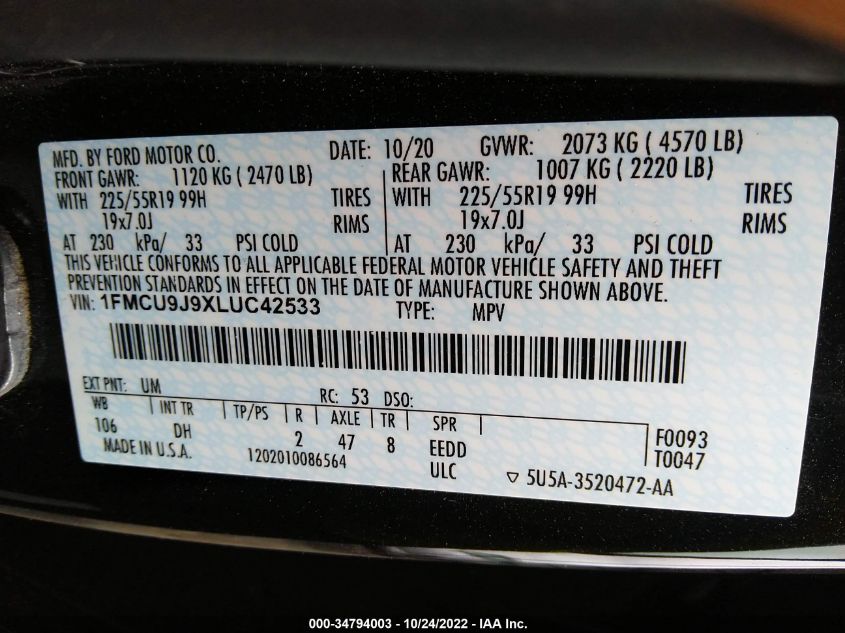 MFD. BY FORD MOTOR CO. DATE: 10/20 GVWR: 2073 KG ( 4570 LB)
FRONT GAWR: 1120 KG ( 2470 LB) REAR GAWR: 1007 KG ( 2220 LB)
WITH 225/55R19 99H TIRES WITH 225/55R19 99H TIRES
19x7.0J RIMS 19x7.0J RIMS
AT 230 kPa/ 33 PSI COLD AT 230 kPa/ 33 PSI COLD
THIS VEHICLE CONFORMS TO ALL APPLICABLE FEDERAL MOTOR VEHICLE SAFETY AND THEFT
PREVENTION STANDARDS IN EFFECT ON THE DATE OF MANUFACTURE SHOWN ABOVE.
VIN: 1FMCU9J9XLUC42533 TYPE: MPV
EXT PNT: UM RC: 53 DSO:
WB INT TR TP/PS R AXLE TR SPR
106 DH 2 47 8 EEDD F0093
MADE IN U.S.A. 1202010086564 ULC T0047
▽ 5U5A-3520472-AA
000-34794003 - 10/24/2022 - IAA Inc.